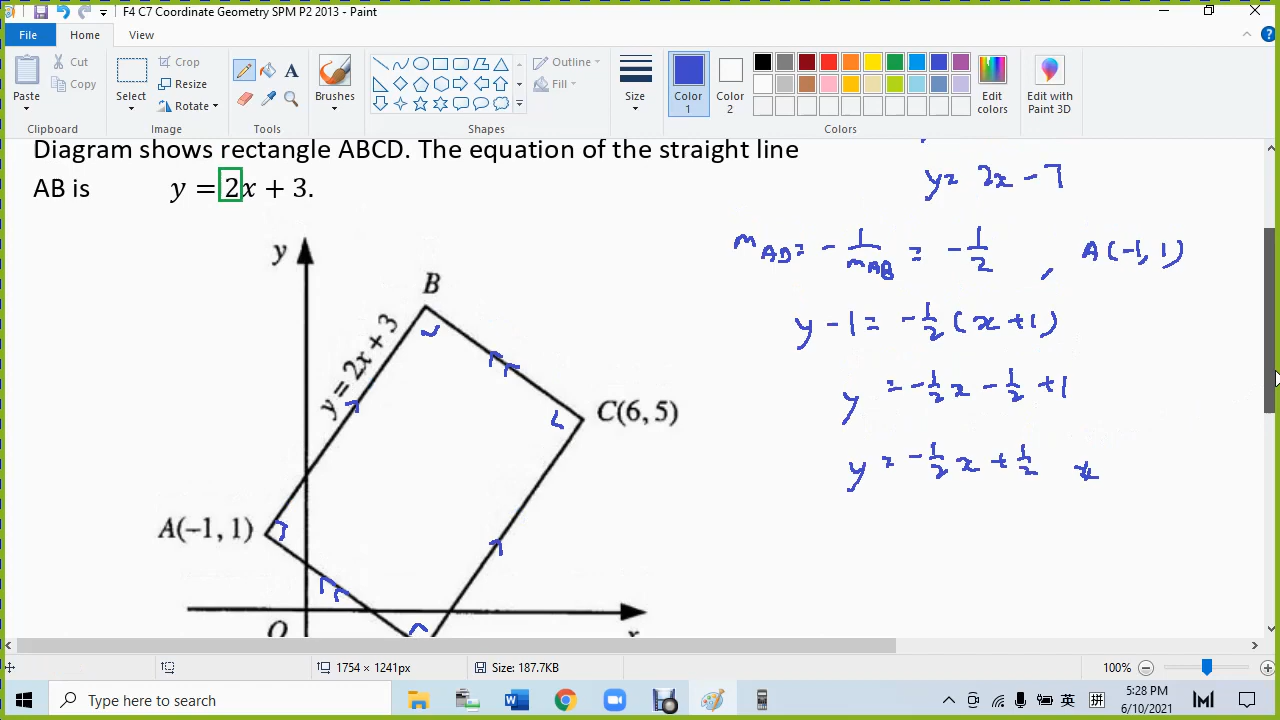 F4 C7 Coordinate Geometry SPM P2 2013 - Paint
File Home View
Paste
Cut
Copy
Clipboard
Select
Crop
Resize
Rotate
Image
A
Tools
Brushes
Shapes
Outline
Fill
Size
Color 1
Color 2
Edit colors
Edit with Paint 3D
Colors
Diagram shows rectangle ABCD. The equation of the straight line
AB is y = 2x + 3.
y
B
y = 2x + 3
C(6, 5)
A(–1, 1)
O
y = 2x - 7
m AD = - 1/m AB = - 1/2 , A(-1, 1)
y - 1 = - 1/2 (x + 1)
y = - 1/2 x - 1/2 + 1
y = - 1/2 x + 1/2
1754 × 1241px
Size: 187.7KB
100%
Type here to search
英
拼
5:28 PM
6/10/2021